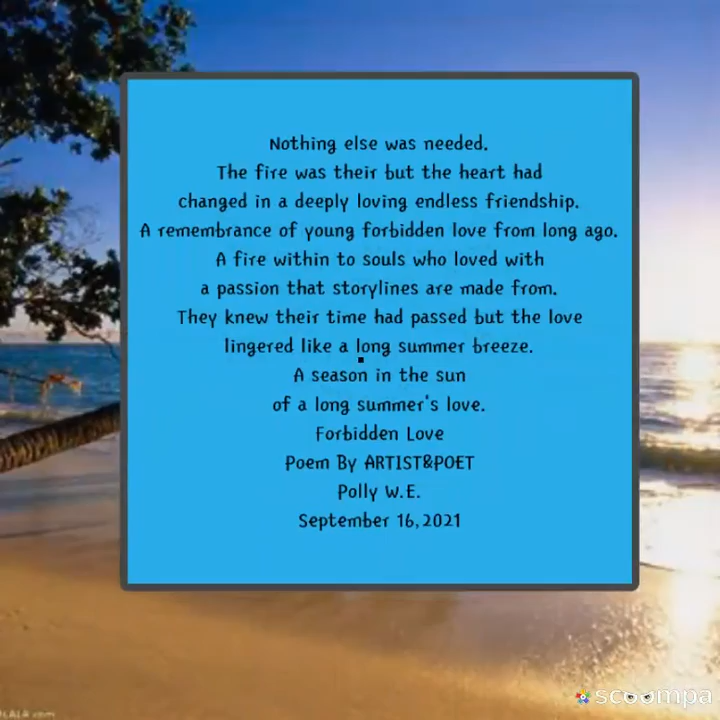 Nothing else was needed.
The fire was their but the heart had
changed in a deeply loving endless friendship.
A remembrance of young forbidden love from long ago.
A fire within to souls who loved with
a passion that storylines are made from.
They knew their time had passed but the love
lingered like a long summer breeze.
A season in the sun
of a long summer's love.
Forbidden Love
Poem By ARTIST&POET
Polly W.E.
September 16,2021
scoompa